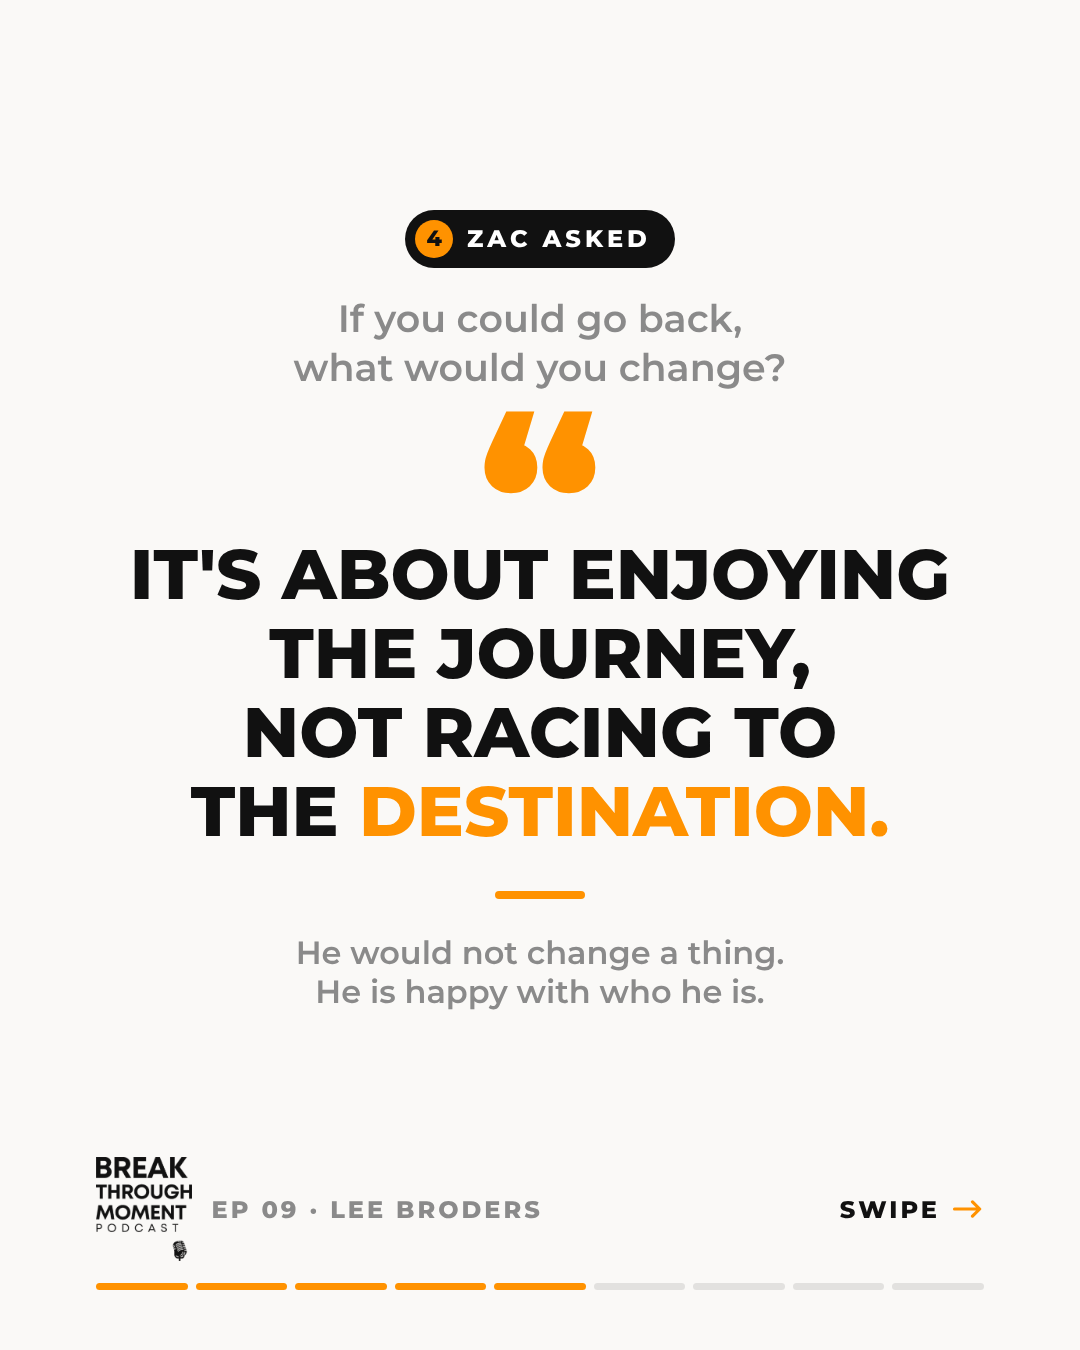 4 ZAC ASKED
If you could go back,
what would you change?
“
IT'S ABOUT ENJOYING
THE JOURNEY,
NOT RACING TO
THE DESTINATION.
He would not change a thing.
He is happy with who he is.
BREAK
THROUGH
MOMENT
PODCAST
EP 09 · LEE BRODERS
SWIPE →